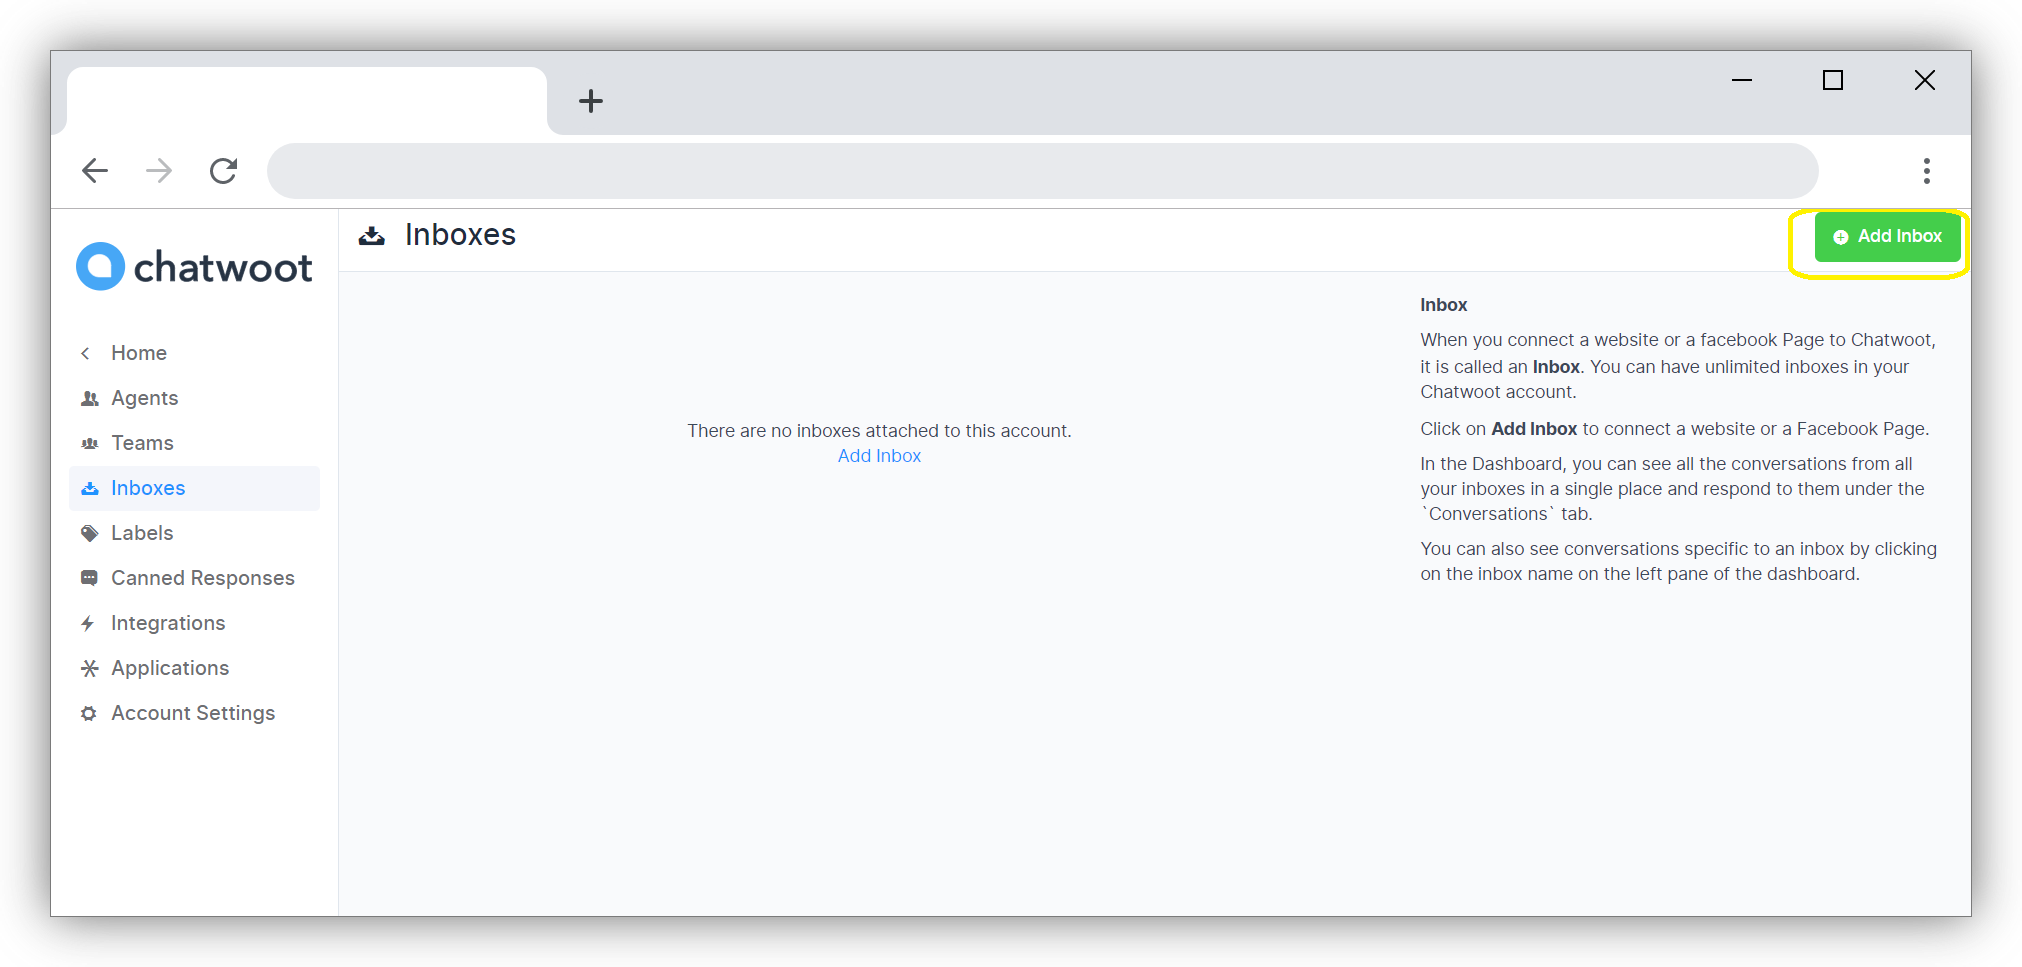 chatwoot
Home
Agents
Teams
Inboxes
Labels
Canned Responses
Integrations
Applications
Account Settings
Inboxes
Add Inbox
There are no inboxes attached to this account.
Add Inbox
Inbox
When you connect a website or a facebook Page to Chatwoot,
it is called an Inbox. You can have unlimited inboxes in your
Chatwoot account.
Click on Add Inbox to connect a website or a Facebook Page.
In the Dashboard, you can see all the conversations from all
your inboxes in a single place and respond to them under the
`Conversations` tab.
You can also see conversations specific to an inbox by clicking
on the inbox name on the left pane of the dashboard.